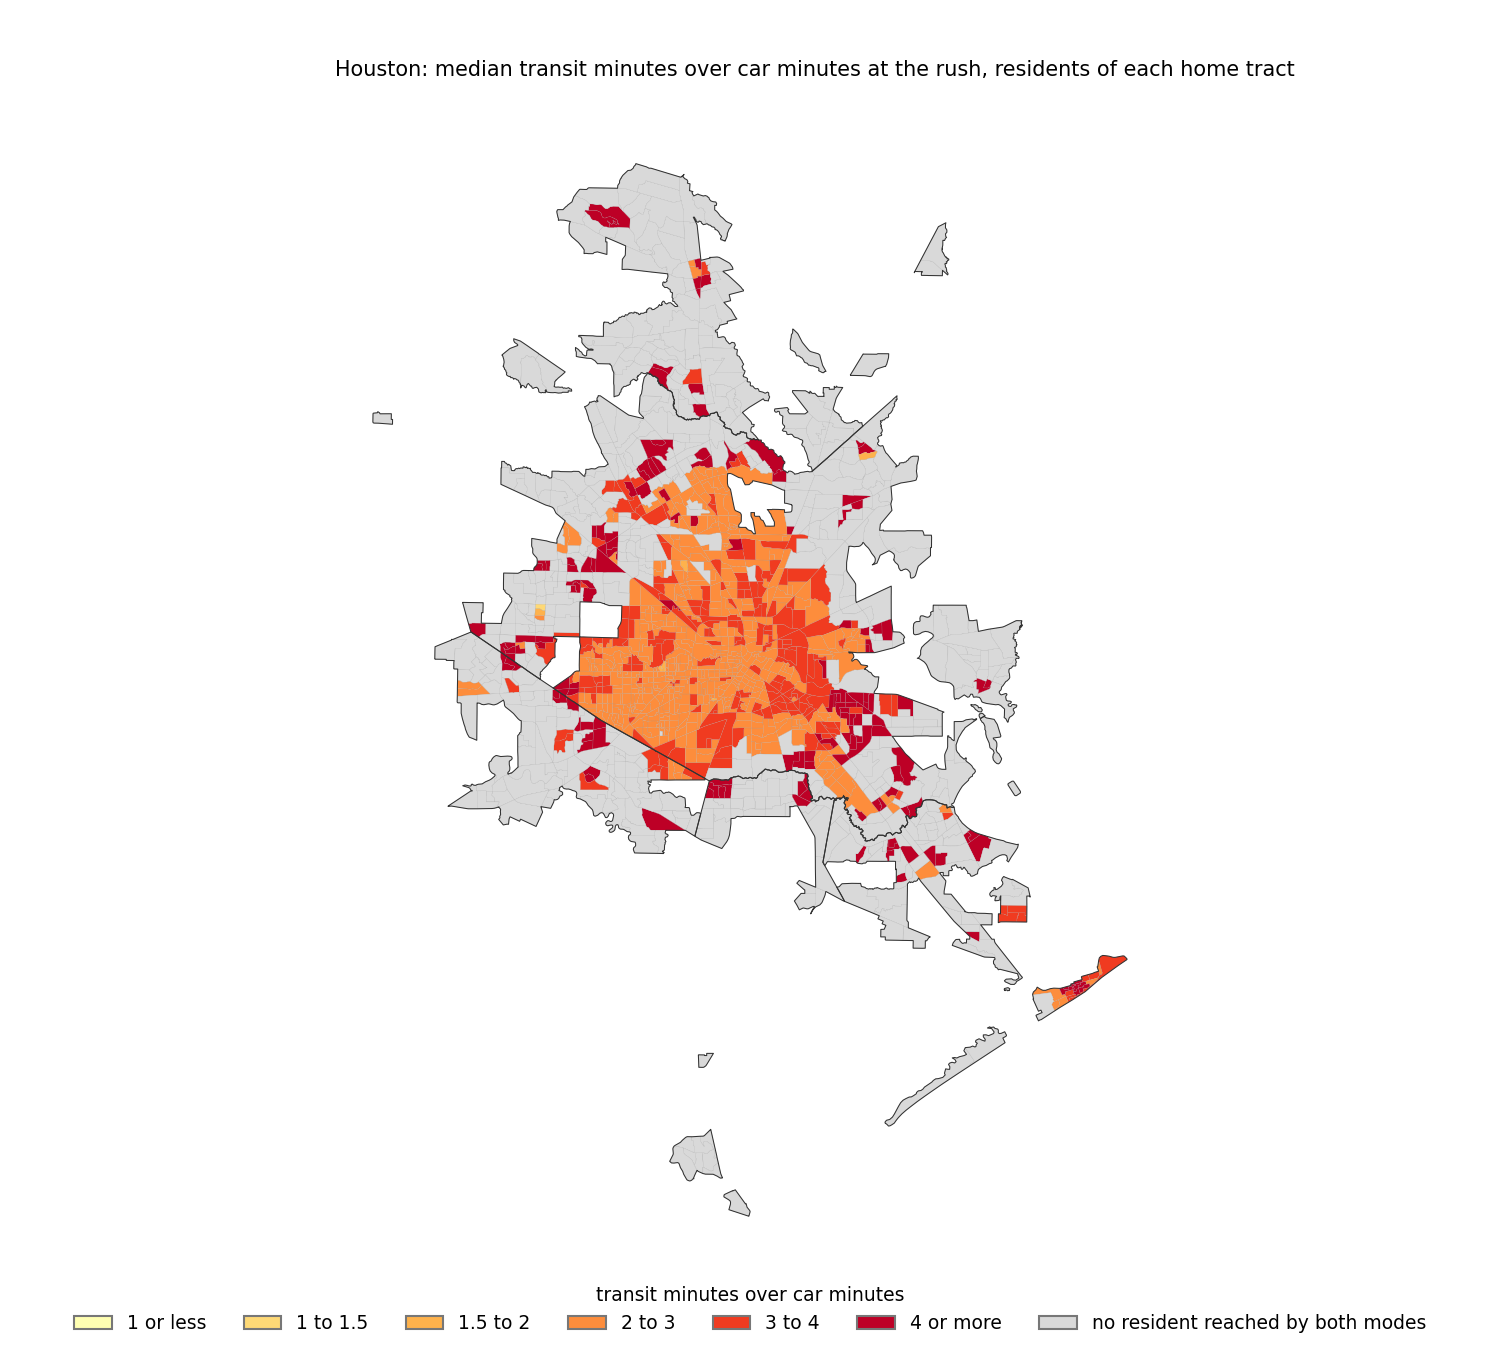 Houston: median transit minutes over car minutes at the rush, residents of each home tract
transit minutes over car minutes
1 or less 1 to 1.5 1.5 to 2 2 to 3 3 to 4 4 or more no resident reached by both modes